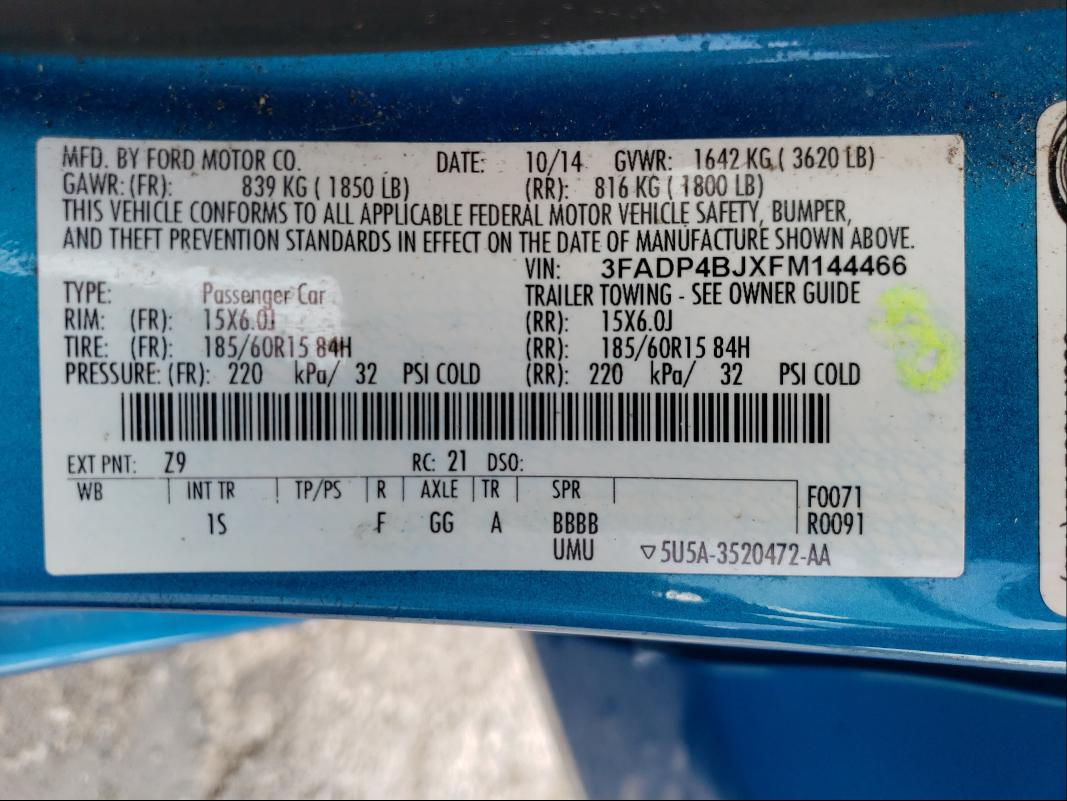 MFD. BY FORD MOTOR CO. DATE: 10/14 GVWR: 1642 KG ( 3620 LB)
GAWR: (FR): 839 KG ( 1850 LB) (RR): 816 KG ( 1800 LB)
THIS VEHICLE CONFORMS TO ALL APPLICABLE FEDERAL MOTOR VEHICLE SAFETY, BUMPER,
AND THEFT PREVENTION STANDARDS IN EFFECT ON THE DATE OF MANUFACTURE SHOWN ABOVE.
VIN: 3FADP4BJXFM144466
TYPE: Passenger Car TRAILER TOWING - SEE OWNER GUIDE
RIM: (FR): 15X6.0J (RR): 15X6.0J
TIRE: (FR): 185/60R15 84H (RR): 185/60R15 84H
PRESSURE: (FR): 220 kPa/ 32 PSI COLD (RR): 220 kPa/ 32 PSI COLD
EXT PNT: Z9 RC: 21 DSO:
WB INT TR TP/PS R AXLE TR SPR F0071
1S F GG A BBBB R0091
UMU ▽5U5A-3520472-AA